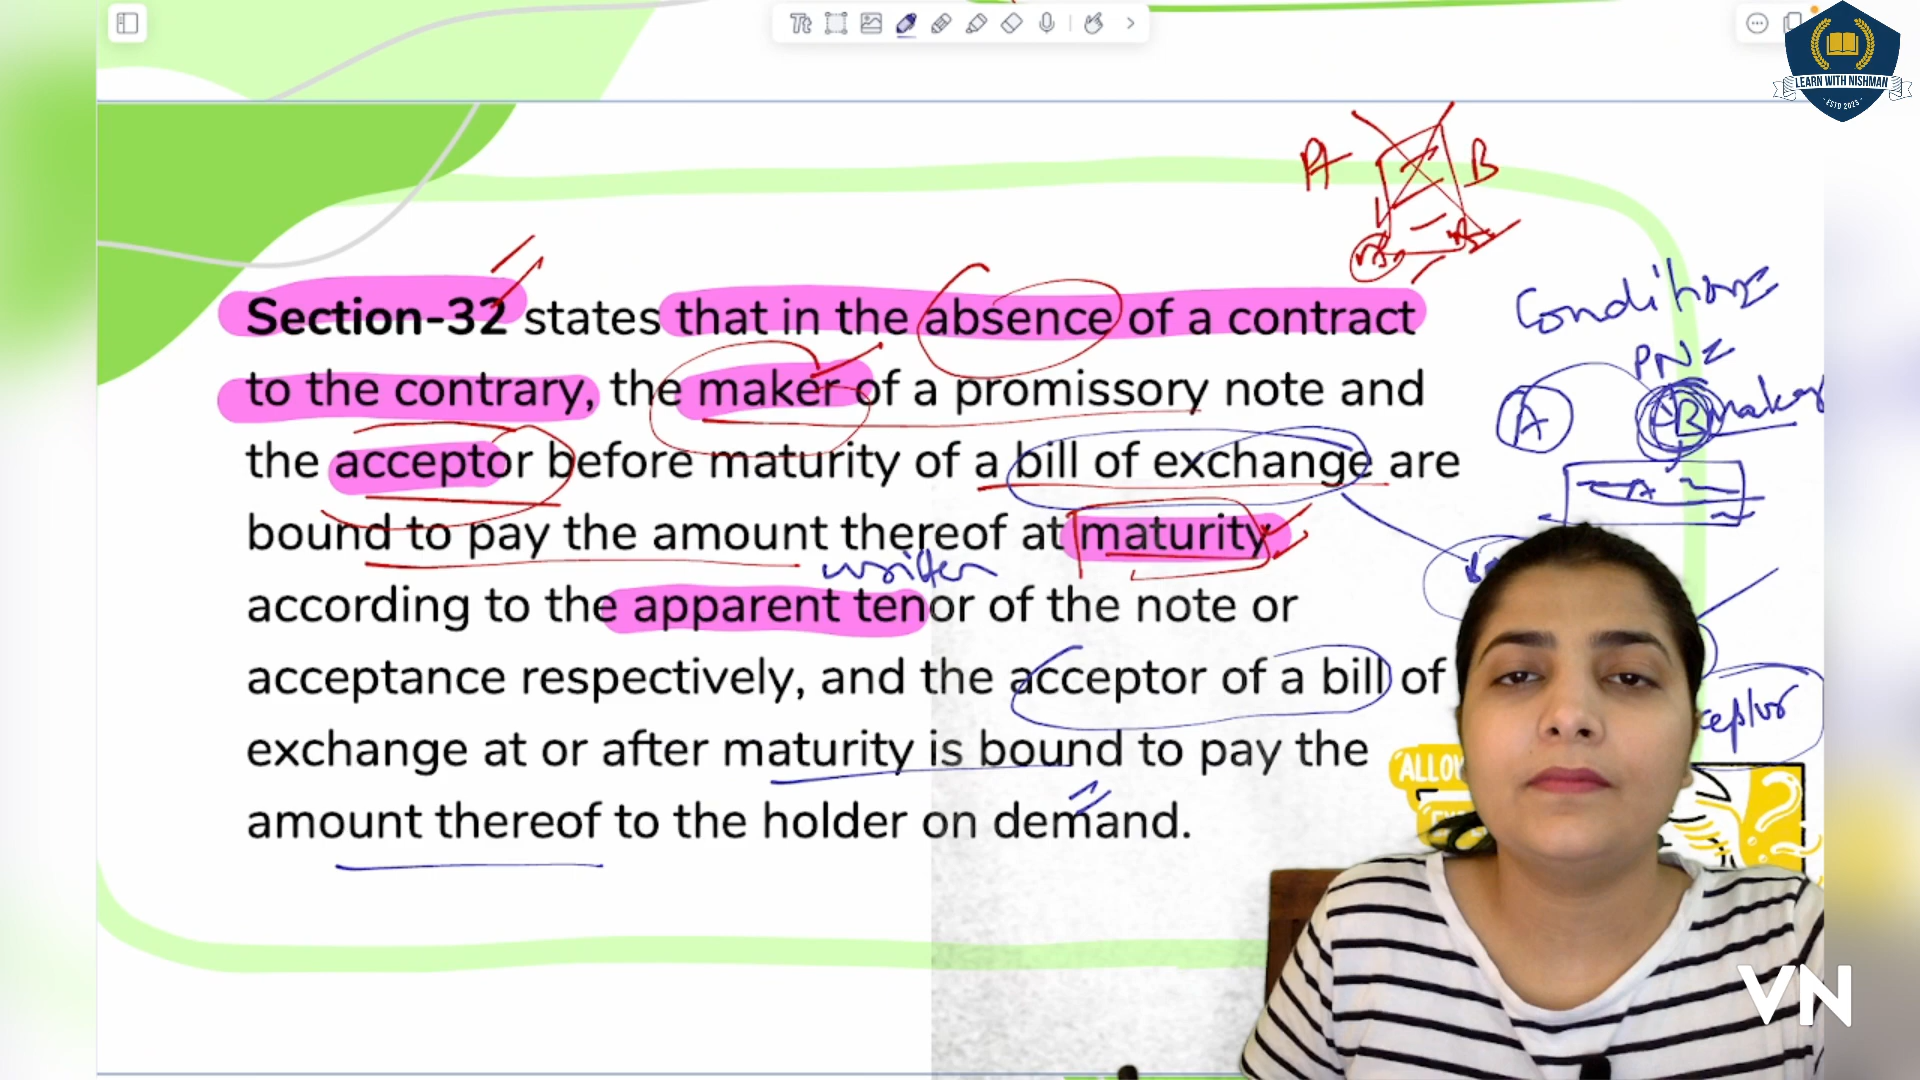 LEARN WITH NISHMAN
ESTD 2023
A
B
Section-32 states that in the absence of a contract
to the contrary, the maker of a promissory note and
the acceptor before maturity of a bill of exchange are
bound to pay the amount thereof at maturity
written
according to the apparent tenor of the note or
acceptance respectively, and the acceptor of a bill of
exchange at or after maturity is bound to pay the
amount thereof to the holder on demand.
Conditions
PN
A
B
maker
A
ceptor
ALLO
VN